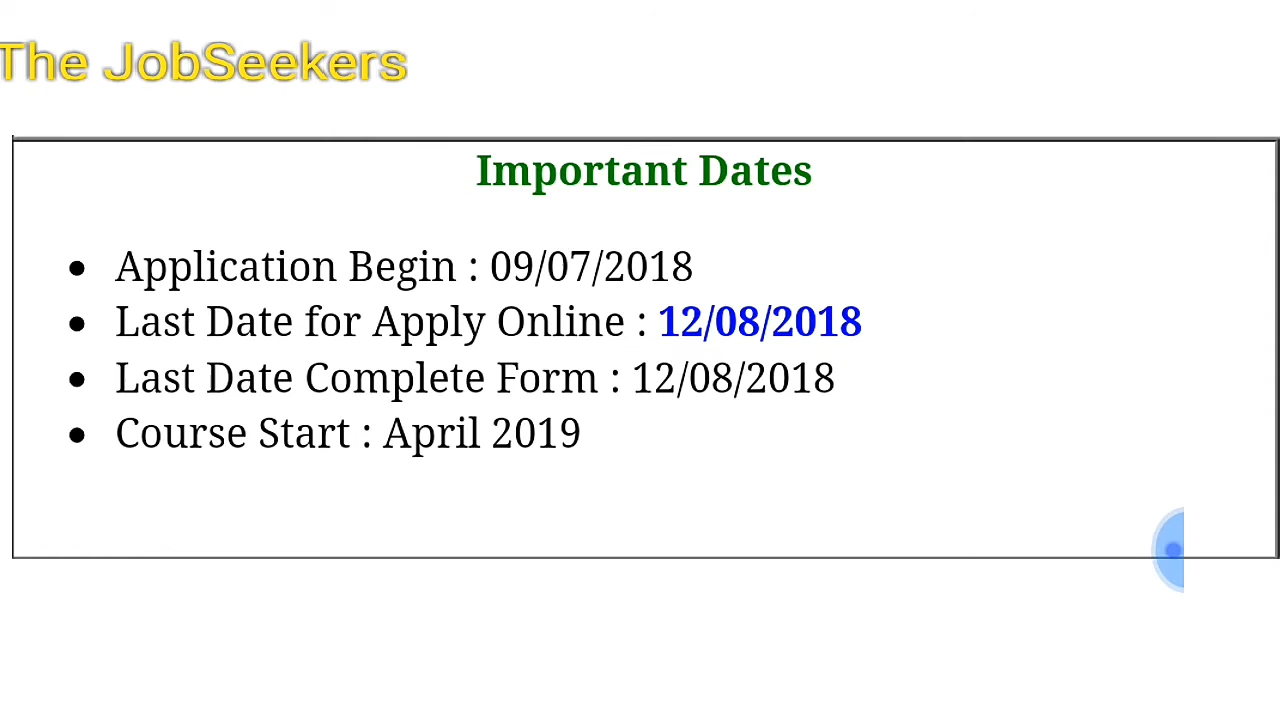 The JobSeekers
Important Dates
• Application Begin : 09/07/2018
• Last Date for Apply Online : 12/08/2018
• Last Date Complete Form : 12/08/2018
• Course Start : April 2019